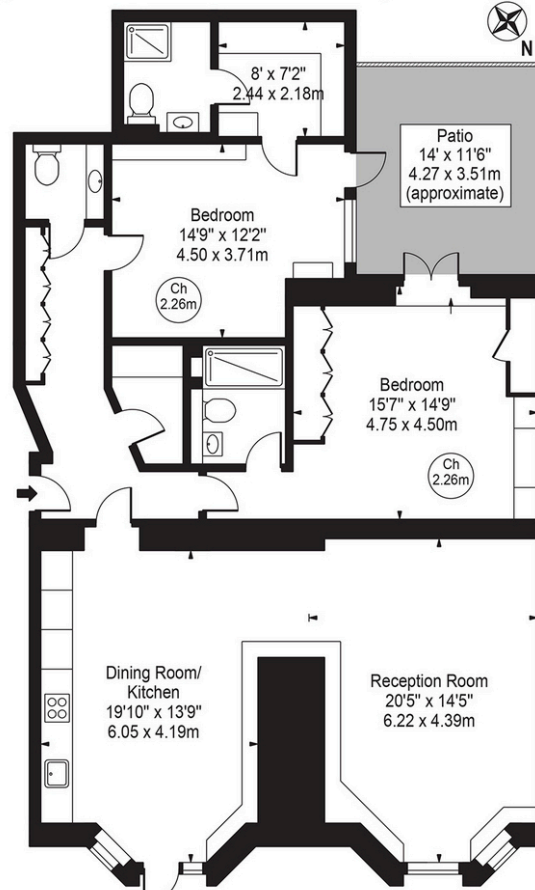 N
8' x 7'2"
2.44 x 2.18m
Patio
14' x 11'6"
4.27 x 3.51m
(approximate)
Bedroom
14'9" x 12'2"
4.50 x 3.71m
Ch
2.26m
Bedroom
15'7" x 14'9"
4.75 x 4.50m
Ch
2.26m
Dining Room/
Kitchen
19'10" x 13'9"
6.05 x 4.19m
Reception Room
20'5" x 14'5"
6.22 x 4.39m